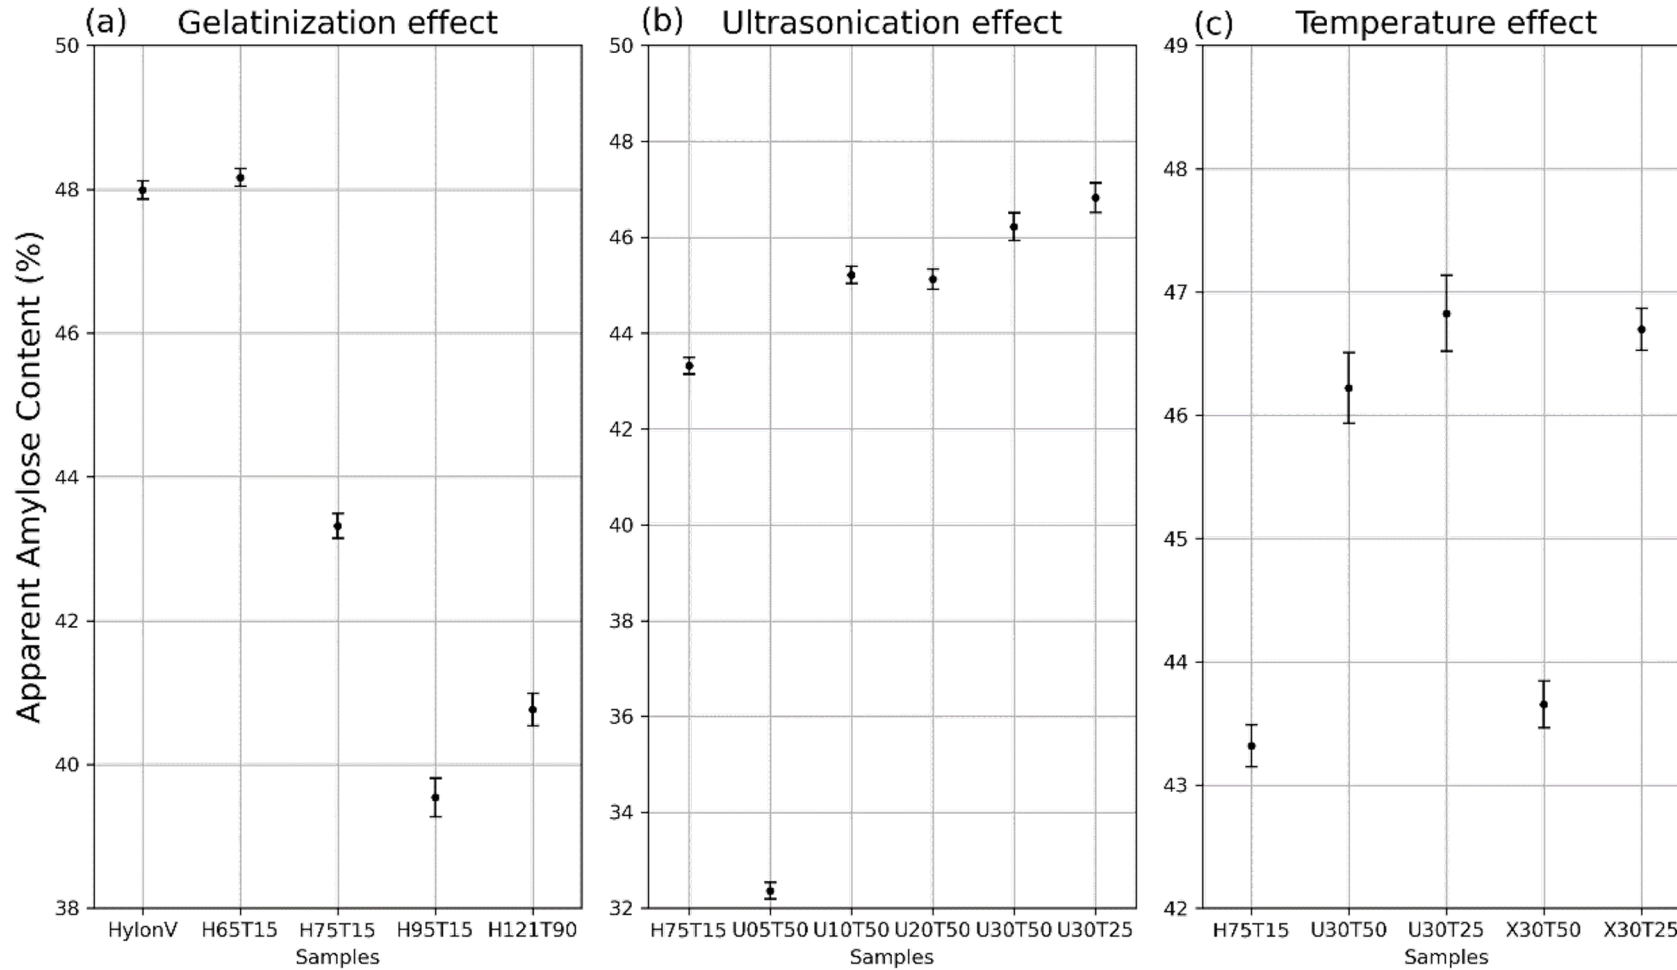 (a) Gelatinization effect
Apparent Amylose Content (%)
50
48
46
44
42
40
38
HylonV H65T15 H75T15 H95T15 H121T90
Samples
(b) Ultrasonication effect
50
48
46
44
42
40
38
36
34
32
H75T15 U05T50 U10T50 U20T50 U30T50 U30T25
Samples
(c) Temperature effect
49
48
47
46
45
44
43
42
H75T15 U30T50 U30T25 X30T50 X30T25
Samples